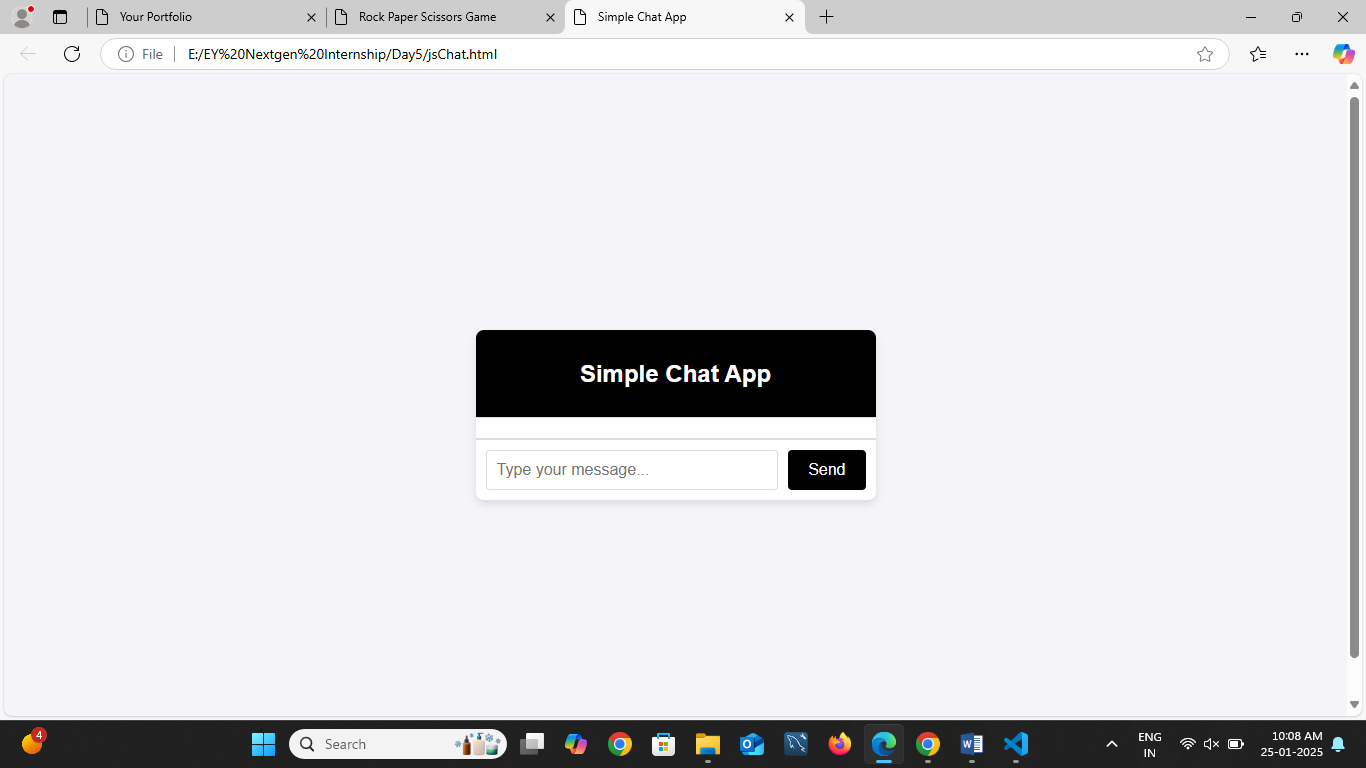 Your Portfolio
Rock Paper Scissors Game
Simple Chat App
File
E:/EY%20Nextgen%20Internship/Day5/jsChat.html
Simple Chat App
Type your message...
Send
4
Search
ENG
IN
10:08 AM
25-01-2025